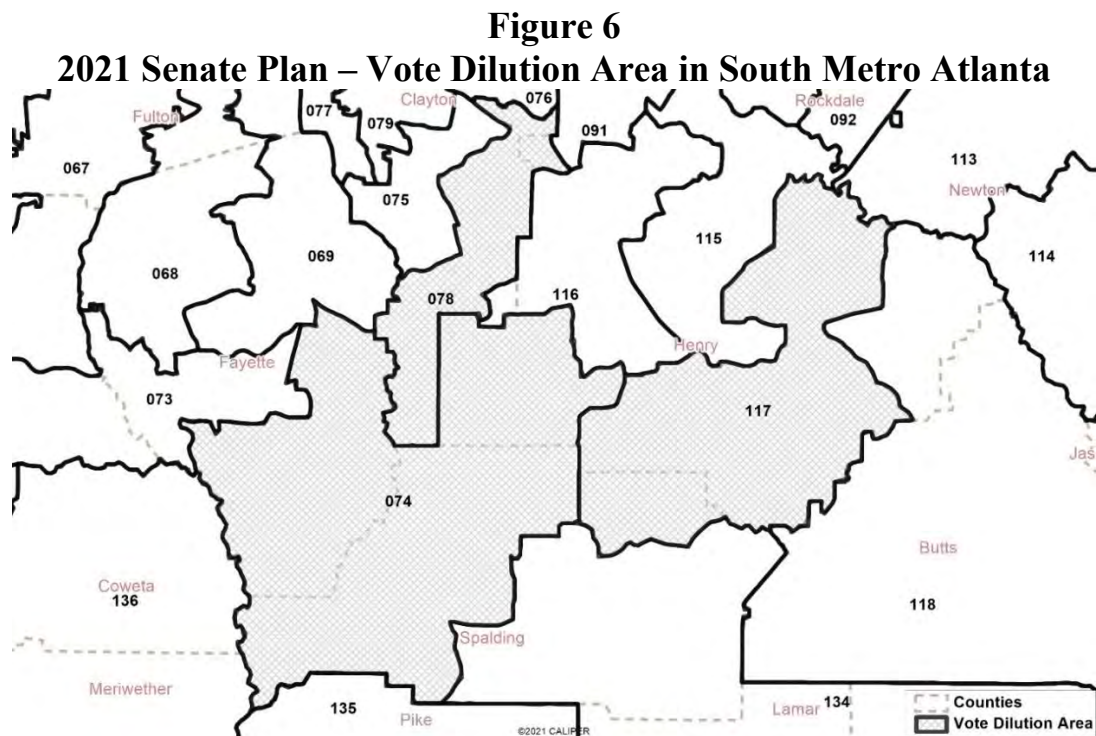 Figure 6
2021 Senate Plan – Vote Dilution Area in South Metro Atlanta
076
Clayton
Rockdale
077
Fulton
079
092
091
113
067
Newton
075
115
069
114
068
078
116
Henry
Fayette
073
117
Jas
074
Butts
Coweta
136
118
Spalding
Meriwether
134
135
Lamar
Pike
Counties
Vote Dilution Area
©2021 CALIPER